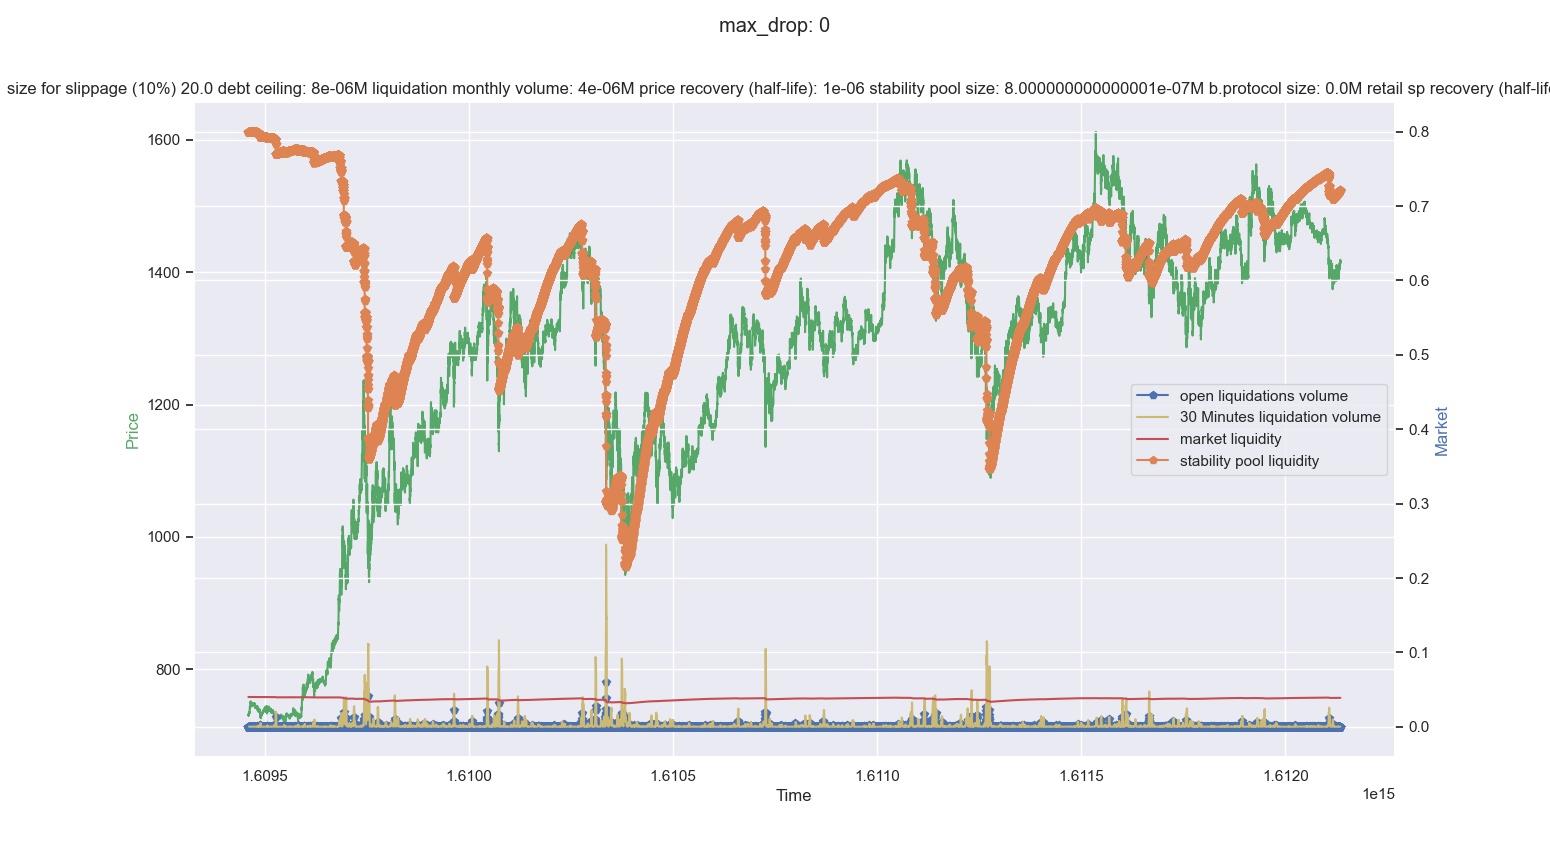 max_drop: 0
size for slippage (10%) 20.0 debt ceiling: 8e-06M liquidation monthly volume: 4e-06M price recovery (half-life): 1e-06 stability pool size: 8.000000000000001e-07M b.protocol size: 0.0M retail sp recovery
1600
1400
1200
1000
800
Price
0.8
0.7
0.6
0.5
0.4
0.3
0.2
0.1
0.0
Market
open liquidations volume
30 Minutes liquidation volume
market liquidity
stability pool liquidity
1.6095 1.6100 1.6105 1.6110 1.6115 1.6120
Time
1e15